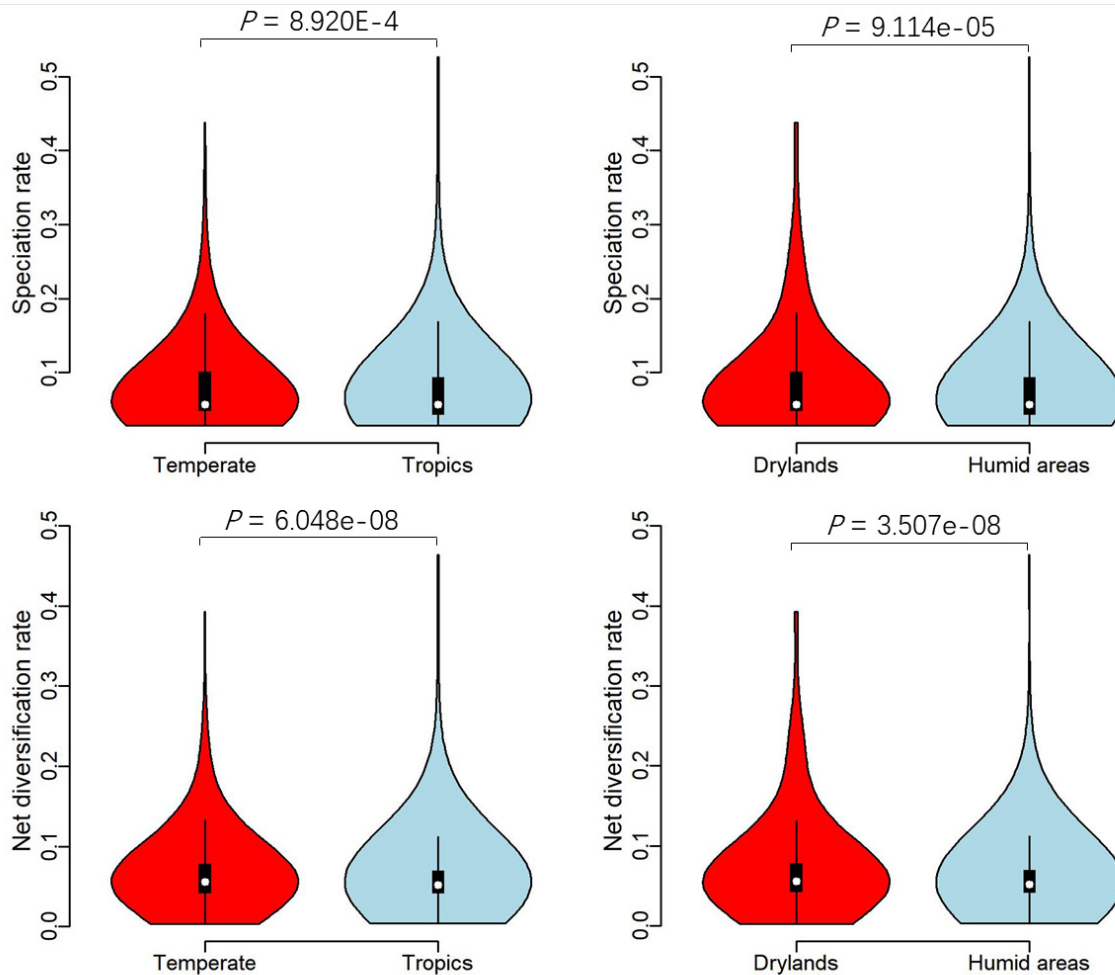 P = 8.920E-4
Speciation rate
0.5
0.4
0.3
0.2
0.1
Temperate
Tropics
P = 9.114e-05
Speciation rate
0.5
0.4
0.3
0.2
0.1
Drylands
Humid areas
P = 6.048e-08
Net diversification rate
0.5
0.4
0.3
0.2
0.1
0.0
Temperate
Tropics
P = 3.507e-08
Net diversification rate
0.5
0.4
0.3
0.2
0.1
0.0
Drylands
Humid areas